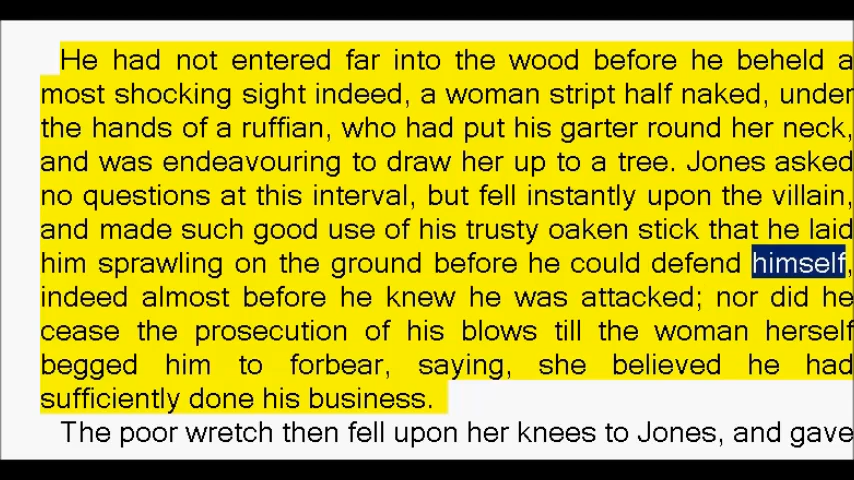 He had not entered far into the wood before he beheld a
most shocking sight indeed, a woman stript half naked, under
the hands of a ruffian, who had put his garter round her neck,
and was endeavouring to draw her up to a tree. Jones asked
no questions at this interval, but fell instantly upon the villain,
and made such good use of his trusty oaken stick that he laid
him sprawling on the ground before he could defend himself,
indeed almost before he knew he was attacked; nor did he
cease the prosecution of his blows till the woman herself
begged him to forbear, saying, she believed he had
sufficiently done his business.
The poor wretch then fell upon her knees to Jones, and gave